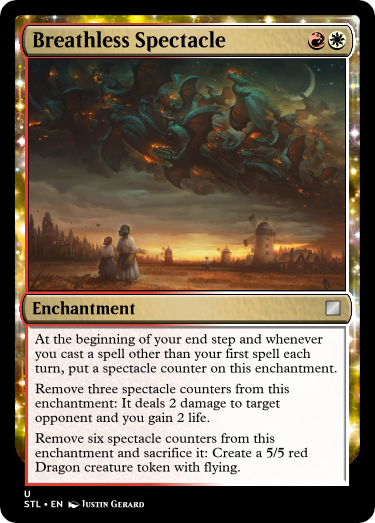 Breathless Spectacle
Enchantment
At the beginning of your end step and whenever
you cast a spell other than your first spell each
turn, put a spectacle counter on this enchantment.
Remove three spectacle counters from this
enchantment: It deals 2 damage to target
opponent and you gain 2 life.
Remove six spectacle counters from this
enchantment and sacrifice it: Create a 5/5 red
Dragon creature token with flying.
U
STL • EN Justin Gerard